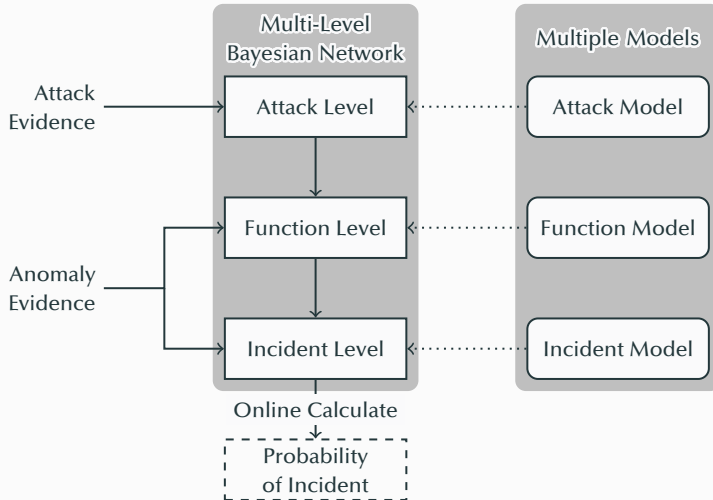 Multi-Level
Bayesian Network
Multiple Models
Attack
Evidence
Attack Level
Attack Model
Function Level
Function Model
Anomaly
Evidence
Incident Level
Incident Model
Online Calculate
Probability
of Incident